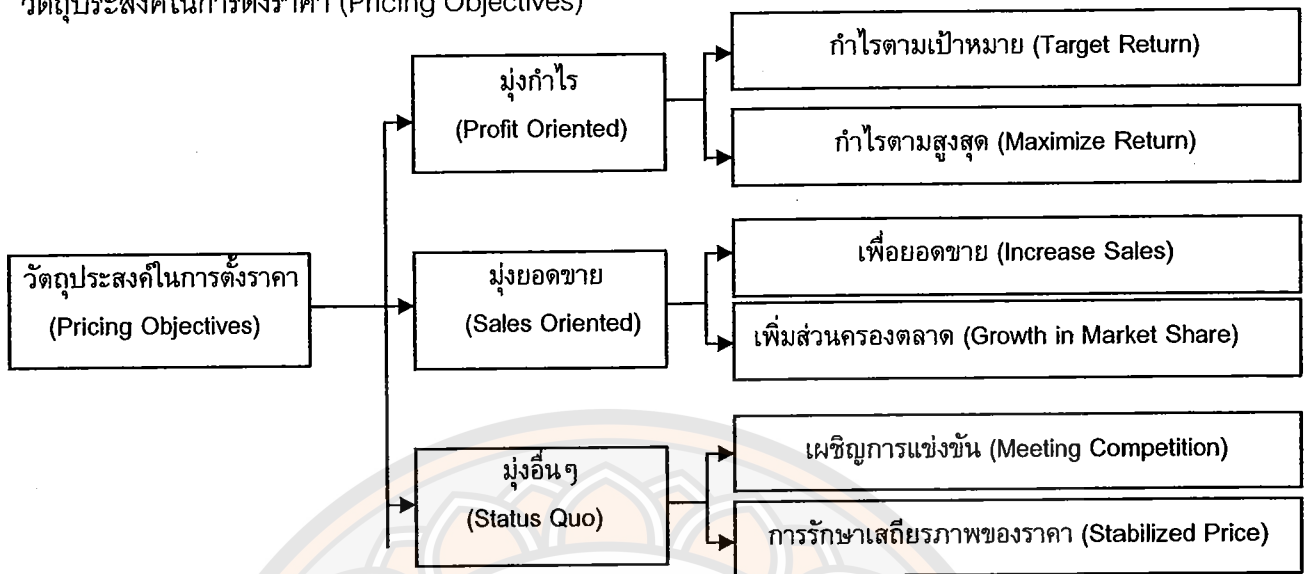 วัตถุประสงค์ในการตั้งราคา (Pricing Objectives)
กำไรตามเป้าหมาย (Target Return)
มุ่งกำไร
(Profit Oriented)
กำไรตามสูงสุด (Maximize Return)
วัตถุประสงค์ในการตั้งราคา
(Pricing Objectives)
มุ่งยอดขาย
(Sales Oriented)
เพื่อยอดขาย (Increase Sales)
เพิ่มส่วนครองตลาด (Growth in Market Share)
มุ่งอื่นๆ
(Status Quo)
เผชิญการแข่งขัน (Meeting Competition)
การรักษาเสถียรภาพของราคา (Stabilized Price)